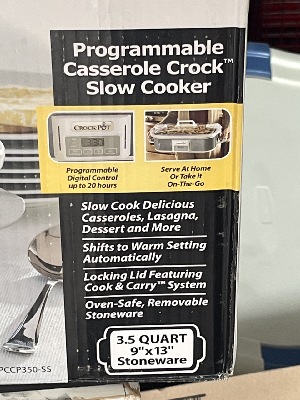 Programmable
Casserole Crock™
Slow Cooker
CROCK POT
Programmable
Digital Control
up to 20 hours
Serve At Home
Or Take it
On-The-Go
Slow Cook Delicious
Casseroles, Lasagna,
Dessert and More
Shifts to Warm Setting
Automatically
Locking Lid Featuring
Cook & Carry™ System
Oven-Safe, Removable
Stoneware
3.5 QUART
9"x13"
Stoneware
PCCP350-SS